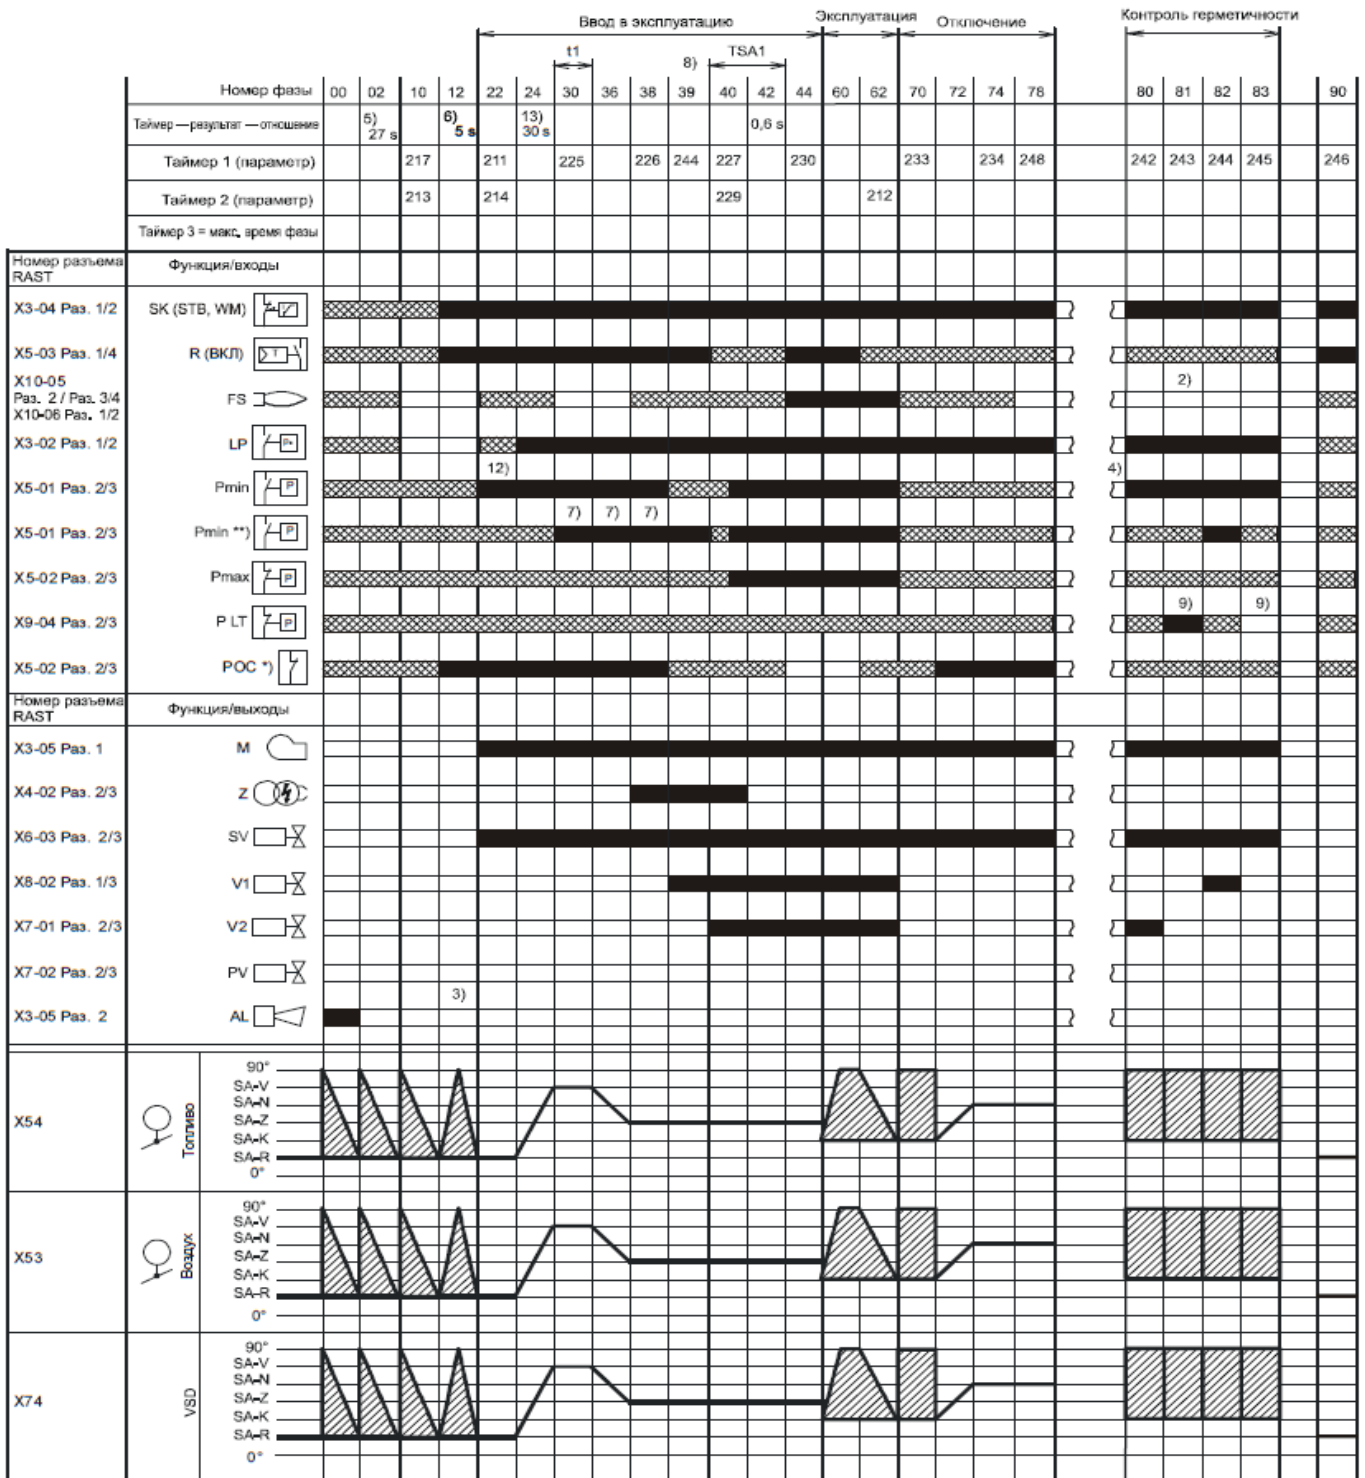 Ввод в эксплуатацию
Эксплуатация
Отключение
Контроль герметичности
t1
8)
TSA1
Номер фазы 00 02 10 12 22 24 30 36 38 39 40 42 44 60 62 70 72 74 78 80 81 82 83 90
Таймер — результат — отношение 5) 27 s 6) 5 s 13) 30 s 0,6 s
Таймер 1 (параметр) 217 211 225 226 244 227 230 233 234 248 242 243 244 245 246
Таймер 2 (параметр) 213 214 229 212
Таймер 3 = макс. время фазы
Номер разъема RAST
Функция/входы
X3-04 Раз. 1/2 SK (STB, WM)
X5-03 Раз. 1/4 R (ВКЛ) T
2)
X10-05
Раз. 2 / Раз. 3/4
X10-06 Раз. 1/2
FS
X3-02 Раз. 1/2 LP P
12) 4)
X5-01 Раз. 2/3 Pmin P
7) 7) 7)
X5-01 Раз. 2/3 Pmin **) P
X5-02 Раз. 2/3 Pmax P
9) 9)
X9-04 Раз. 2/3 P LT P
X5-02 Раз. 2/3 POC *)
Номер разъема RAST
Функция/выходы
X3-05 Раз. 1 M
X4-02 Раз. 2/3 Z
X6-03 Раз. 2/3 SV
X8-02 Раз. 1/3 V1
X7-01 Раз. 2/3 V2
X7-02 Раз. 2/3 PV
3)
X3-05 Раз. 2 AL
X54
Топливо
90°
SA-V
SA-N
SA-Z
SA-K
SA-R
0°
X53
Воздух
90°
SA-V
SA-N
SA-Z
SA-K
SA-R
0°
X74
VSD
90°
SA-V
SA-N
SA-Z
SA-K
SA-R
0°